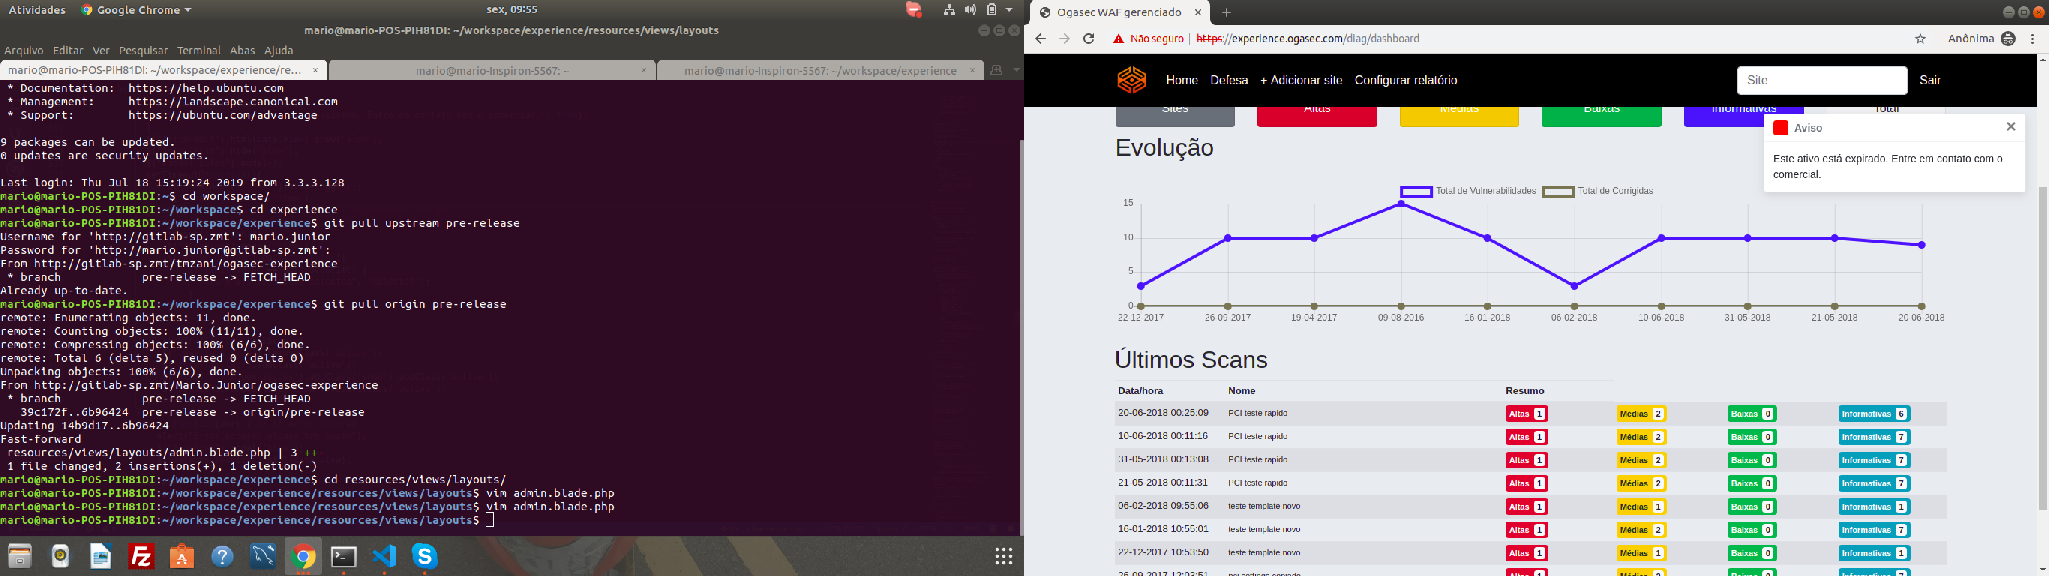 Atividades Google Chrome sex, 09:55
mario@mario-POS-PIH81DI: ~/workspace/experience/resources/views/layouts
Arquivo Editar Ver Pesquisar Terminal Abas Ajuda
mario@mario-POS-PIH81DI: ~/workspace/experience/re... × mario@mario-Inspiron-5567: ~ × mario@mario-Inspiron-5567: ~/workspace/experience ×
* Documentation: https://help.ubuntu.com
* Management: https://landscape.canonical.com
* Support: https://ubuntu.com/advantage
9 packages can be updated.
0 updates are security updates.
Last login: Thu Jul 18 15:19:24 2019 from 3.3.3.128
mario@mario-POS-PIH81DI:~$ cd workspace/
mario@mario-POS-PIH81DI:~/workspace$ cd experience
mario@mario-POS-PIH81DI:~/workspace/experience$ git pull upstream pre-release
Username for 'http://gitlab-sp.zmt': mario.junior
Password for 'http://mario.junior@gitlab-sp.zmt':
From http://gitlab-sp.zmt/tmzani/ogasec-experience
* branch pre-release -> FETCH_HEAD
Already up-to-date.
mario@mario-POS-PIH81DI:~/workspace/experience$ git pull origin pre-release
remote: Enumerating objects: 11, done.
remote: Counting objects: 100% (11/11), done.
remote: Compressing objects: 100% (6/6), done.
remote: Total 6 (delta 5), reused 0 (delta 0)
Unpacking objects: 100% (6/6), done.
From http://gitlab-sp.zmt/Mario.Junior/ogasec-experience
* branch pre-release -> FETCH_HEAD
39c172f..6b96424 pre-release -> origin/pre-release
Updating 14b9d17..6b96424
Fast-forward
resources/views/layouts/admin.blade.php | 3 ++-
1 file changed, 2 insertions(+), 1 deletion(-)
mario@mario-POS-PIH81DI:~/workspace/experience$ cd resources/views/layouts/
mario@mario-POS-PIH81DI:~/workspace/experience/resources/views/layouts$ vim admin.blade.php
mario@mario-POS-PIH81DI:~/workspace/experience/resources/views/layouts$ vim admin.blade.php
mario@mario-POS-PIH81DI:~/workspace/experience/resources/views/layouts$
Ogasec WAF gerenciado × +
Não seguro | https://experience.ogasec.com/diag/dashboard Anônima
Home Defesa + Adicionar site Configurar relatório Site Sair
Sites Altas Médias Baixas Informativas Total
Aviso ×
Este ativo está expirado. Entre em contato com o
comercial.
Evolução
Total de Vulnerabilidades Total de Corrigidas
15
10
5
0
22-12-2017 26-09-2017 19-04-2017 09-08-2016 16-01-2018 06-02-2018 10-06-2018 31-05-2018 21-05-2018 20-06-2018
Últimos Scans
Data/hora Nome Resumo
20-06-2018 00:25:09 PCI teste rapido Altas 1 Médias 2 Baixas 0 Informativas 6
10-06-2018 00:11:16 PCI teste rapido Altas 1 Médias 2 Baixas 0 Informativas 7
31-05-2018 00:13:08 PCI teste rapido Altas 1 Médias 2 Baixas 0 Informativas 7
21-05-2018 00:11:31 PCI teste rapido Altas 1 Médias 2 Baixas 0 Informativas 7
06-02-2018 09:55:06 teste template novo Altas 1 Médias 1 Baixas 0 Informativas 1
16-01-2018 10:55:01 teste template novo Altas 1 Médias 2 Baixas 0 Informativas 7
22-12-2017 10:53:50 teste template novo Altas 1 Médias 1 Baixas 0 Informativas 1
26-09-2017 12:03:51 Altas 1 Médias 2 Baixas 0 Informativas 7